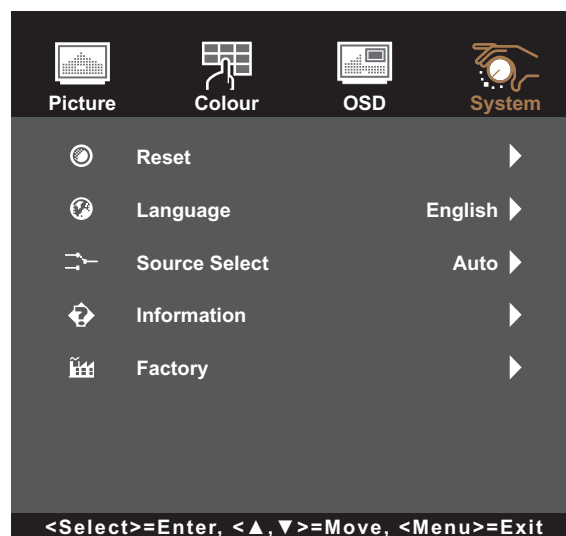 Picture Colour OSD System
Reset
Language English
Source Select Auto
Information
Factory
<Select>=Enter, <▲,▼>=Move, <Menu>=Exit